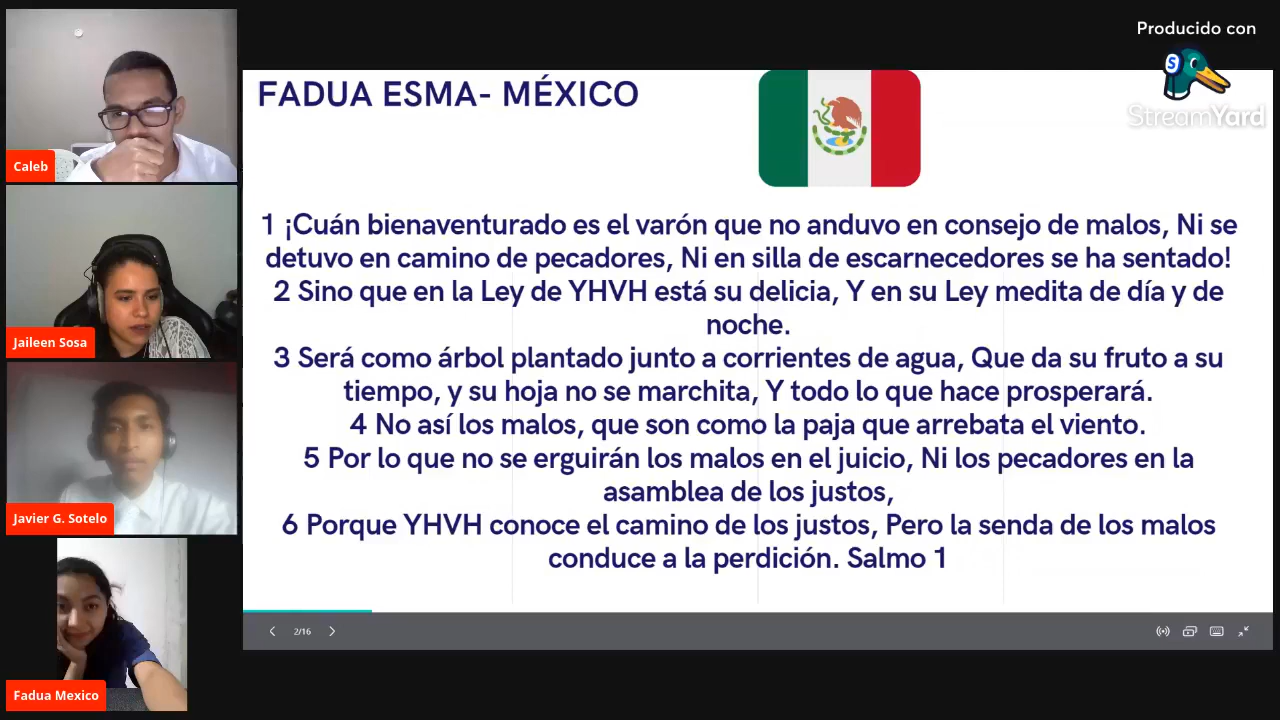 Producido con
S
StreamYard
FADUA ESMA- MÉXICO
1 ¡Cuán bienaventurado es el varón que no anduvo en consejo de malos, Ni se
detuvo en camino de pecadores, Ni en silla de escarnecedores se ha sentado!
2 Sino que en la Ley de YHVH está su delicia, Y en su Ley medita de día y de
noche.
3 Será como árbol plantado junto a corrientes de agua, Que da su fruto a su
tiempo, y su hoja no se marchita, Y todo lo que hace prosperará.
4 No así los malos, que son como la paja que arrebata el viento.
5 Por lo que no se erguirán los malos en el juicio, Ni los pecadores en la
asamblea de los justos,
6 Porque YHVH conoce el camino de los justos, Pero la senda de los malos
conduce a la perdición. Salmo 1
2/16
Caleb
Jaileen Sosa
Javier G. Sotelo
Fadua Mexico